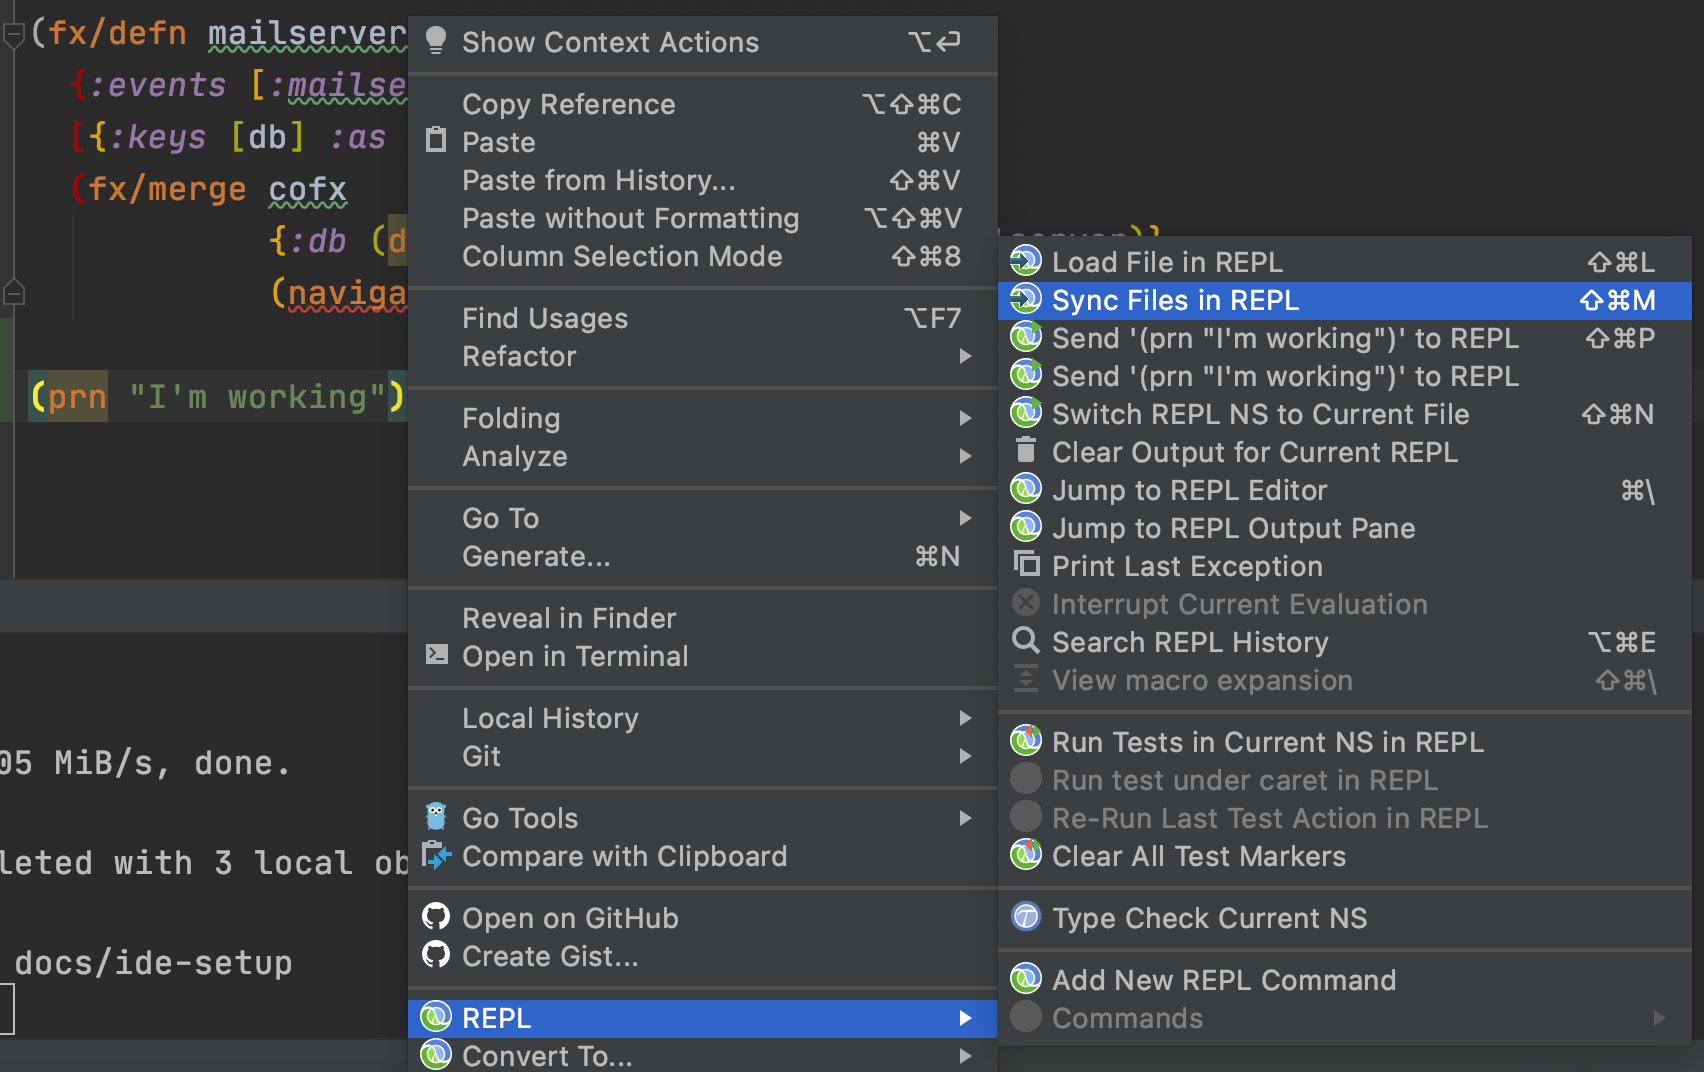 (fx/defn mailserver
{:events [:mailse
[{:keys [db] :as
(fx/merge cofx
{:db (d
(naviga
(prn "I'm working")
05 MiB/s, done.
leted with 3 local ob
docs/ide-setup
Show Context Actions ⌥⏎
Copy Reference ⌥⇧⌘C
Paste ⌘V
Paste from History... ⇧⌘V
Paste without Formatting ⌥⇧⌘V
Column Selection Mode ⇧⌘8
Find Usages ⌥F7
Refactor
Folding
Analyze
Go To
Generate... ⌘N
Reveal in Finder
Open in Terminal
Local History
Git
Go Tools
Compare with Clipboard
Open on GitHub
Create Gist...
REPL
Convert To...
Load File in REPL ⇧⌘L
Sync Files in REPL ⇧⌘M
Send '(prn "I'm working")' to REPL ⇧⌘P
Send '(prn "I'm working")' to REPL
Switch REPL NS to Current File ⇧⌘N
Clear Output for Current REPL
Jump to REPL Editor ⌘\
Jump to REPL Output Pane
Print Last Exception
Interrupt Current Evaluation
Search REPL History ⌥⌘E
View macro expansion ⇧⌘\
Run Tests in Current NS in REPL
Run test under caret in REPL
Re-Run Last Test Action in REPL
Clear All Test Markers
Type Check Current NS
Add New REPL Command
Commands